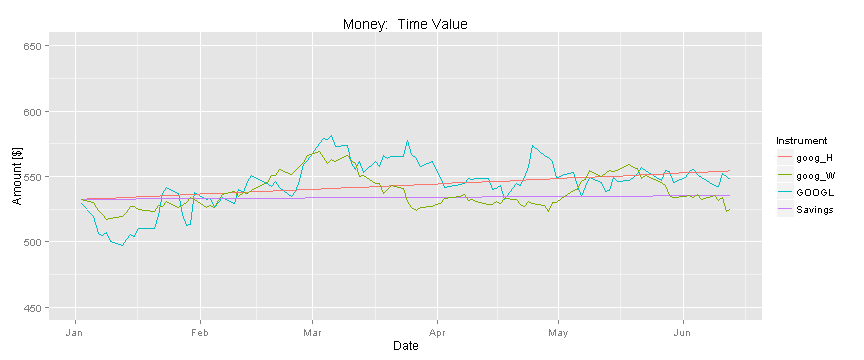 Money:  Time Value
Amount [$]
650
600
550
500
450
Jan Feb Mar Apr May Jun
Date
Instrument
goog_H
goog_W
GOOGL
Savings